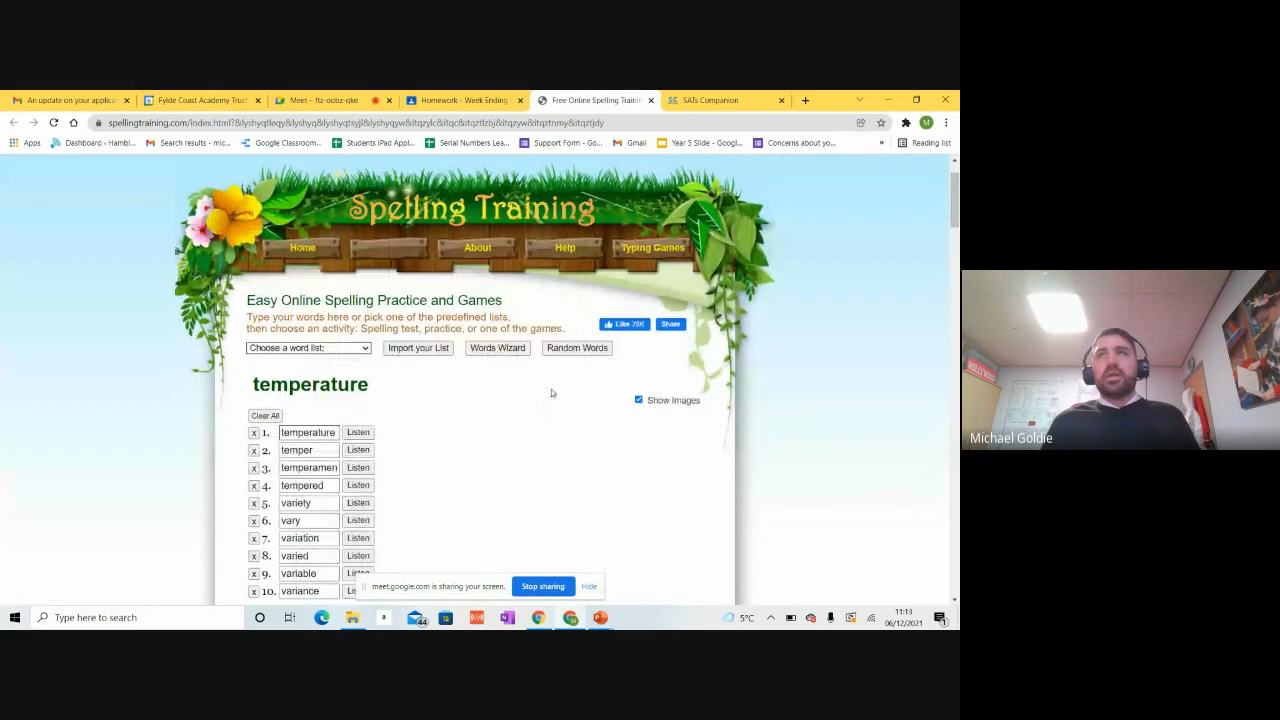 An update on your applica
Fylde Coast Academy Trust
Meet – ftz-oobz-qke
Homework - Week Ending
Free Online Spelling Trainin
SATs Companion
spellingtraining.com/index.html?&lyshyqtleqy&lyshyq&lyshyqtsyjl&lyshyqyw&itqzylc&itqc&itqztlzbj&itqzyw&itqztnmy&itqztjdy
Apps
Dashboard ‹ Hambl...
Search results - mic...
Google Classroom...
Students iPad Appl...
Serial Numbers Lea...
Support Form - Go...
Gmail
Year 5 Slide - Googl...
Concerns about yo...
»
Reading list
Spelling Training
Home
About
Help
Typing Games
Easy Online Spelling Practice and Games
Type your words here or pick one of the predefined lists,
then choose an activity: Spelling test, practice, or one of the games.
Like 78K
Share
Choose a word list:
Import your List
Words Wizard
Random Words
temperature
Show Images
Clear All
x 1. temperature Listen
x 2. temper Listen
x 3. temperamen Listen
x 4. tempered Listen
x 5. variety Listen
x 6. vary Listen
x 7. variation Listen
x 8. varied Listen
x 9. variable
x 10. variance
meet.google.com is sharing your screen.
Stop sharing
Hide
Type here to search
44
5°C
11:13
06/12/2021
HOLLYWOOD
Michael Goldie